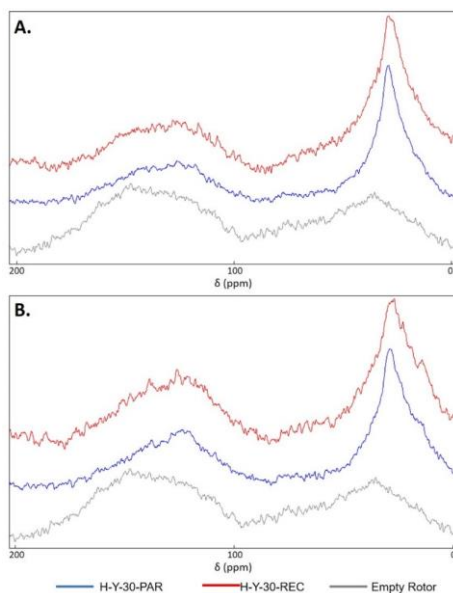 A.
200 100 0
δ (ppm)
B.
200 100 0
δ (ppm)
H-Y-30-PAR H-Y-30-REC Empty Rotor